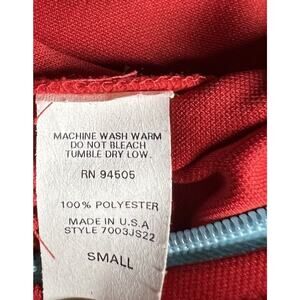 MACHINE WASH WARM
DO NOT BLEACH
TUMBLE DRY LOW.
RN 94505
100% POLYESTER
MADE IN U.S.A
STYLE 7003JS22
SMALL